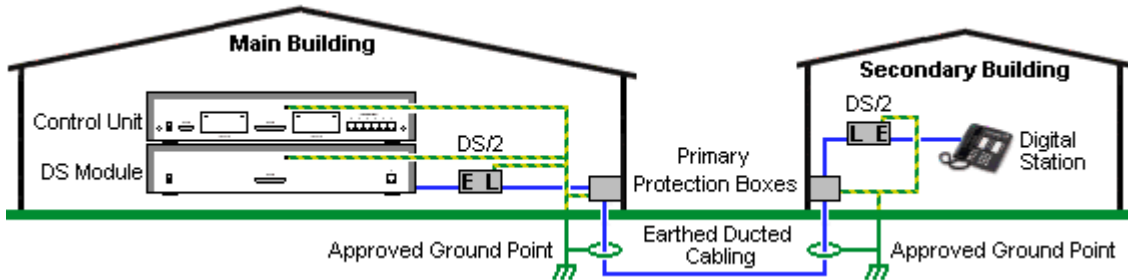 Main Building
Secondary Building
Control Unit
DS Module
DS/2
E L
Primary
Protection Boxes
DS/2
L E
Digital
Station
Approved Ground Point
Earthed Ducted
Cabling
Approved Ground Point